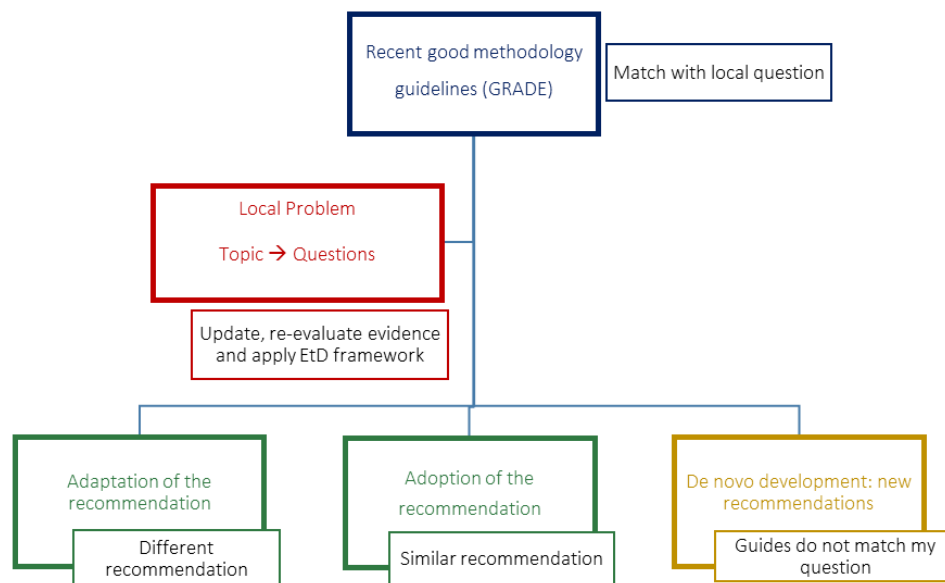 Recent good methodology
guidelines (GRADE)
Match with local question
Local Problem
Topic → Questions
Update, re-evaluate evidence
and apply EtD framework
Adaptation of the
recommendation
Different
recommendation
Adoption of the
recommendation
Similar recommendation
De novo development: new
recommendations
Guides do not match my
question